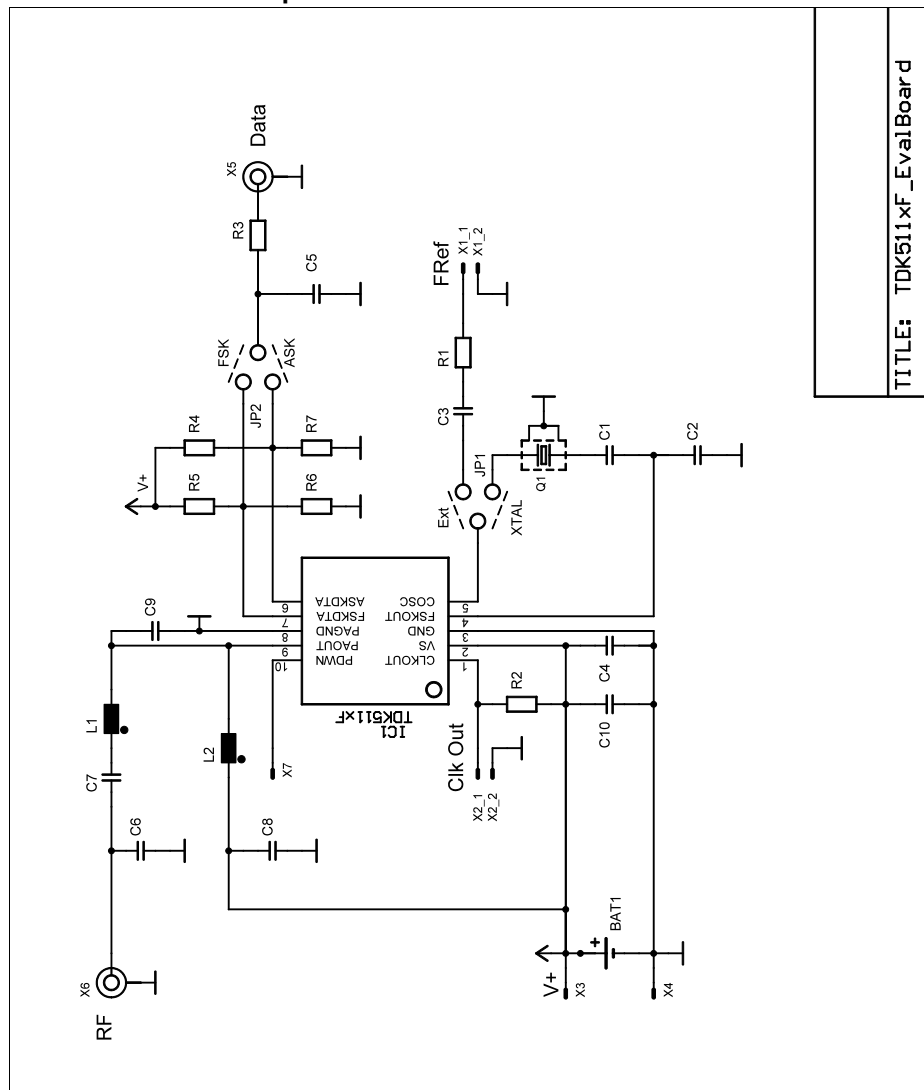 Data
X5
R3
C5
FSK
ASK
JP2
FRef
X1_1
X1_2
R1
C3
Ext
XTAL
JP1
Q1
C1
C2
V+
R4
R5
R7
R6
C9
L1
C7
C6
L2
C8
X6
RF
X7
6 ASKDTA
7 FSKDTA
8 PAGND
9 PAOUT
10 PDWN
COSC 5
FSKOUT 4
GND 3
VS 2
CLKOUT 1
IC1
TDK511xF
Clk Out
X2_1
X2_2
R2
C4
C10
V+
X3
+
BAT1
X4
TITLE: TDK511xF_EvalBoard